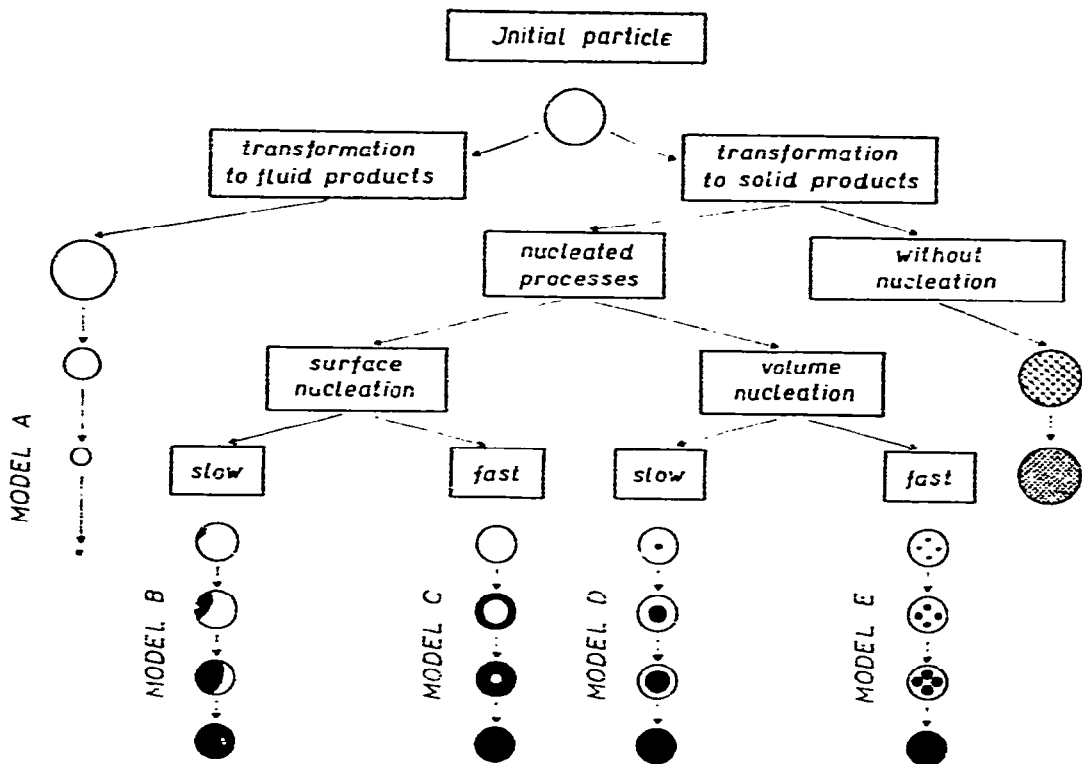 Jnitial particle
transformation
to fluid products
transformation
to solid products
nucleated
processes
without
nucleation
surface
nucleation
volume
nucleation
slow
fast
slow
fast
MODEL A
MODEL B
MODEL C
MODEL D
MODEL E